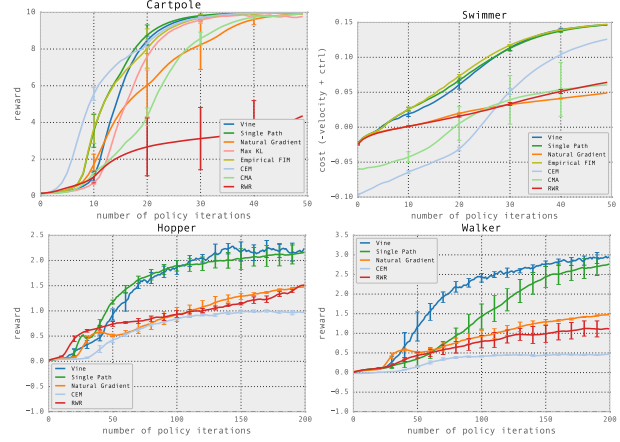 Cartpole
10
8
6
4
2
0
reward
0 10 20 30 40 50
number of policy iterations
Vine
Single Path
Natural Gradient
Max KL
Empirical FIM
CEM
CMA
RWR
Swimmer
0.15
0.10
0.05
0.00
−0.05
−0.10
cost (-velocity + ctrl)
0 10 20 30 40 50
number of policy iterations
Vine
Single Path
Natural Gradient
Empirical FIM
CEM
CMA
RWR
Hopper
2.5
2.0
1.5
1.0
0.5
0.0
−0.5
−1.0
reward
0 50 100 150 200
number of policy iterations
Vine
Single Path
Natural Gradient
CEM
RWR
Walker
3.5
3.0
2.5
2.0
1.5
1.0
0.5
0.0
−0.5
−1.0
reward
0 50 100 150 200
number of policy iterations
Vine
Single Path
Natural Gradient
CEM
RWR